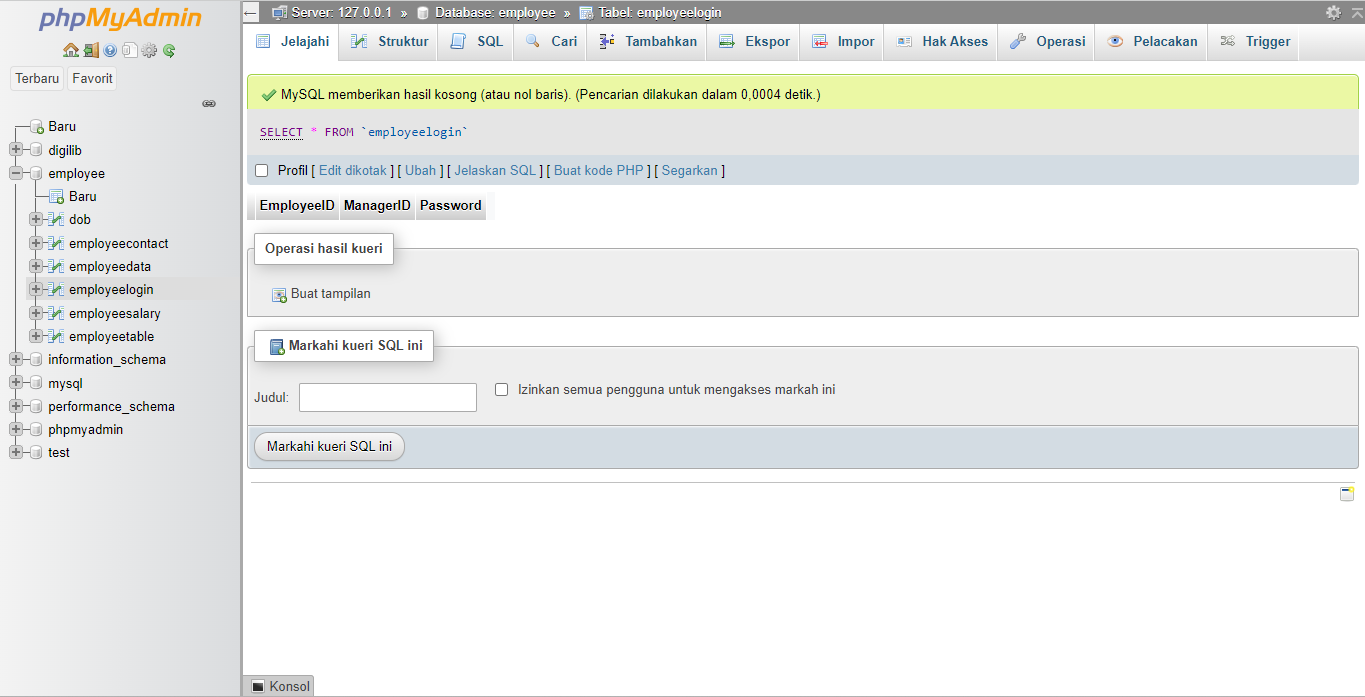 phpMyAdmin
Terbaru Favorit
Baru
digilib
employee
Baru
dob
employeecontact
employeedata
employeelogin
employeesalary
employeetable
information_schema
mysql
performance_schema
phpmyadmin
test
Server: 127.0.0.1 » Database: employee » Tabel: employeelogin
Jelajahi Struktur SQL Cari Tambahkan Ekspor Impor Hak Akses Operasi Pelacakan Trigger
MySQL memberikan hasil kosong (atau nol baris). (Pencarian dilakukan dalam 0,0004 detik.)
SELECT * FROM `employeelogin`
Profil [ Edit dikotak ] [ Ubah ] [ Jelaskan SQL ] [ Buat kode PHP ] [ Segarkan ]
EmployeeID ManagerID Password
Operasi hasil kueri
Buat tampilan
Markahi kueri SQL ini
Judul: Izinkan semua pengguna untuk mengakses markah ini
Markahi kueri SQL ini
Konsol